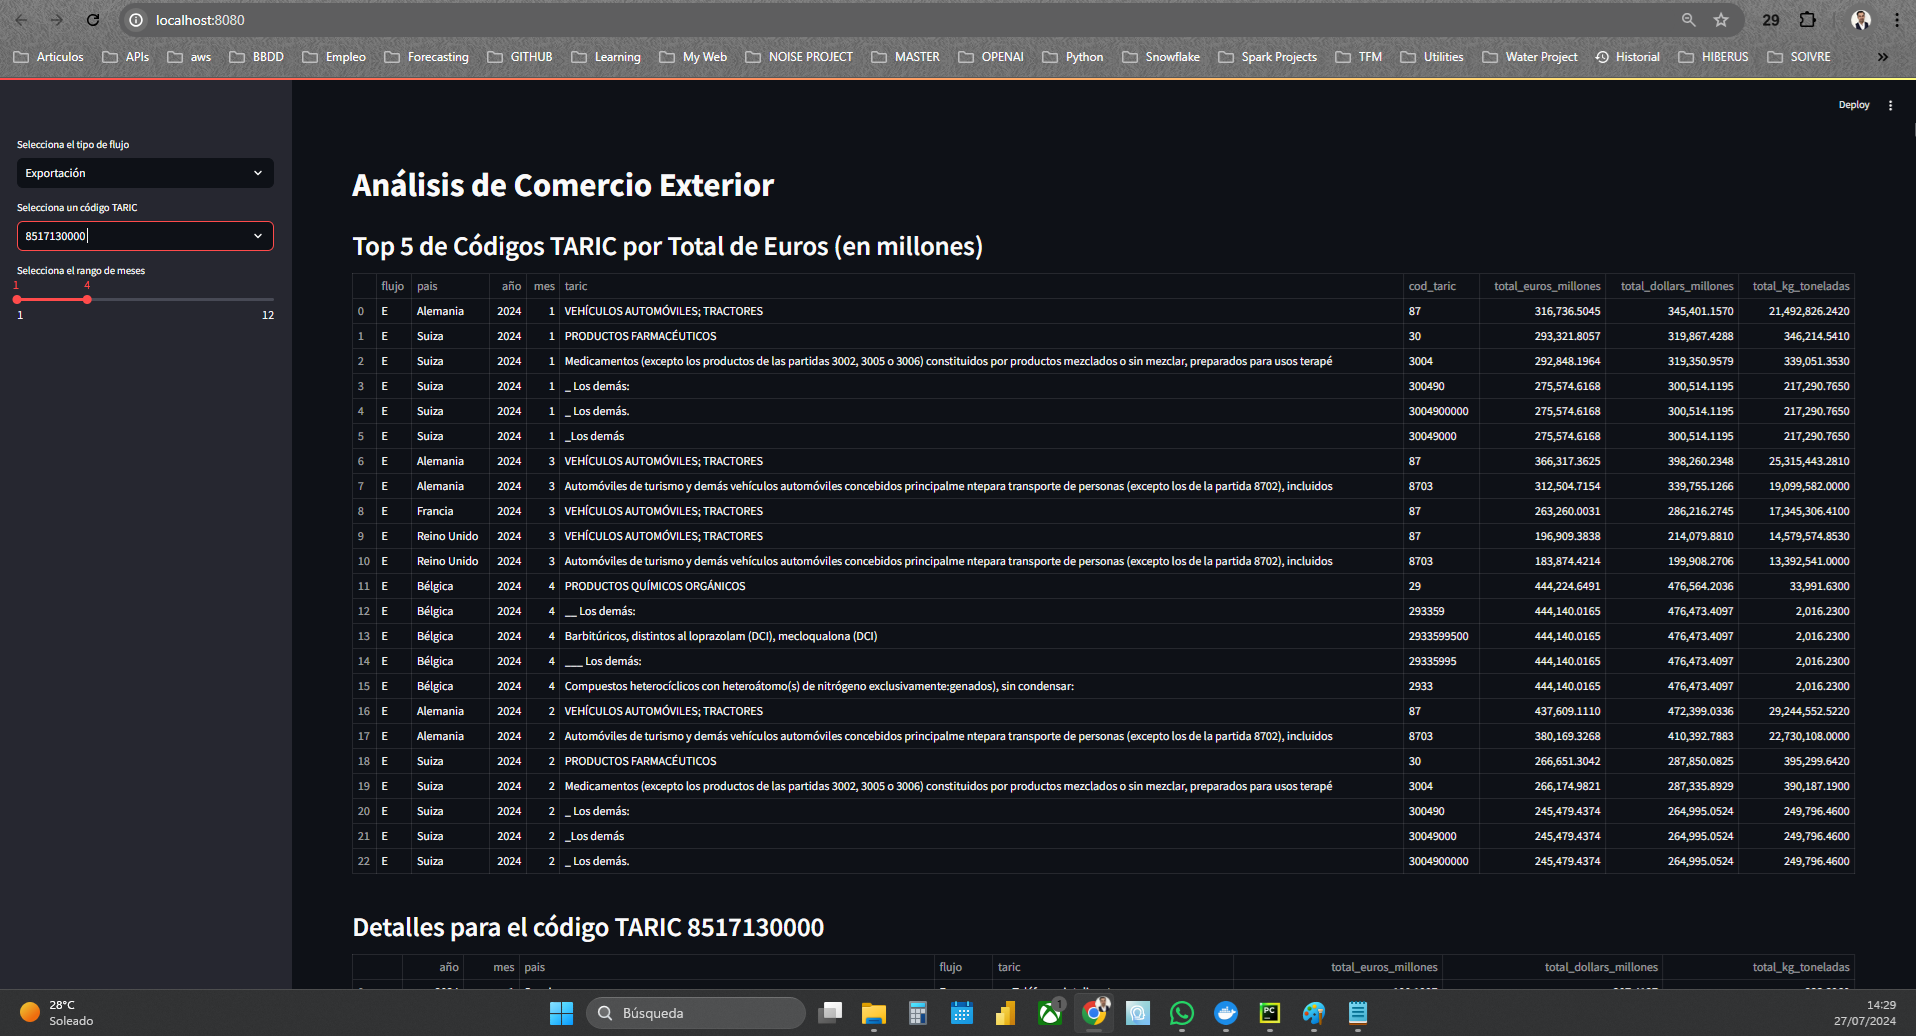 localhost:8080
29
Articulos APIs aws BBDD Empleo Forecasting GITHUB Learning My Web NOISE PROJECT MASTER OPENAI Python Snowflake Spark Projects TFM Utilities Water Project Historial HIBERUS SOIVRE »
Deploy
Selecciona el tipo de flujo
Exportación
Selecciona un código TARIC
8517130000
Selecciona el rango de meses
1 4
1 12
Análisis de Comercio Exterior
Top 5 de Códigos TARIC por Total de Euros (en millones)
flujo pais año mes taric cod_taric total_euros_millones total_dollars_millones total_kg_toneladas
0 E Alemania 2024 1 VEHÍCULOS AUTOMÓVILES; TRACTORES 87 316,736.5045 345,401.1570 21,492,826.2420
1 E Suiza 2024 1 PRODUCTOS FARMACÉUTICOS 30 293,321.8057 319,867.4288 346,214.5410
2 E Suiza 2024 1 Medicamentos (excepto los productos de las partidas 3002, 3005 o 3006) constituidos por productos mezclados o sin mezclar, preparados para usos terapé 3004 292,848.1964 319,350.9579 339,051.3530
3 E Suiza 2024 1 _ Los demás: 300490 275,574.6168 300,514.1195 217,290.7650
4 E Suiza 2024 1 _ Los demás. 3004900000 275,574.6168 300,514.1195 217,290.7650
5 E Suiza 2024 1 _Los demás 30049000 275,574.6168 300,514.1195 217,290.7650
6 E Alemania 2024 3 VEHÍCULOS AUTOMÓVILES; TRACTORES 87 366,317.3625 398,260.2348 25,315,443.2810
7 E Alemania 2024 3 Automóviles de turismo y demás vehículos automóviles concebidos principalme ntepara transporte de personas (excepto los de la partida 8702), incluidos 8703 312,504.7154 339,755.1266 19,099,582.0000
8 E Francia 2024 3 VEHÍCULOS AUTOMÓVILES; TRACTORES 87 263,260.0031 286,216.2745 17,345,306.4100
9 E Reino Unido 2024 3 VEHÍCULOS AUTOMÓVILES; TRACTORES 87 196,909.3838 214,079.8810 14,579,574.8530
10 E Reino Unido 2024 3 Automóviles de turismo y demás vehículos automóviles concebidos principalme ntepara transporte de personas (excepto los de la partida 8702), incluidos 8703 183,874.4214 199,908.2706 13,392,541.0000
11 E Bélgica 2024 4 PRODUCTOS QUÍMICOS ORGÁNICOS 29 444,224.6491 476,564.2036 33,991.6300
12 E Bélgica 2024 4 __ Los demás: 293359 444,140.0165 476,473.4097 2,016.2300
13 E Bélgica 2024 4 Barbitúricos, distintos al loprazolam (DCI), mecloqualona (DCI) 2933599500 444,140.0165 476,473.4097 2,016.2300
14 E Bélgica 2024 4 ___ Los demás: 29335995 444,140.0165 476,473.4097 2,016.2300
15 E Bélgica 2024 4 Compuestos heterocíclicos con heteroátomo(s) de nitrógeno exclusivamente:genados), sin condensar: 2933 444,140.0165 476,473.4097 2,016.2300
16 E Alemania 2024 2 VEHÍCULOS AUTOMÓVILES; TRACTORES 87 437,609.1110 472,399.0336 29,244,552.5220
17 E Alemania 2024 2 Automóviles de turismo y demás vehículos automóviles concebidos principalme ntepara transporte de personas (excepto los de la partida 8702), incluidos 8703 380,169.3268 410,392.7883 22,730,108.0000
18 E Suiza 2024 2 PRODUCTOS FARMACÉUTICOS 30 266,651.3042 287,850.0825 395,299.6420
19 E Suiza 2024 2 Medicamentos (excepto los productos de las partidas 3002, 3005 o 3006) constituidos por productos mezclados o sin mezclar, preparados para usos terapé 3004 266,174.9821 287,335.8929 390,187.1900
20 E Suiza 2024 2 _ Los demás: 300490 245,479.4374 264,995.0524 249,796.4600
21 E Suiza 2024 2 _Los demás 30049000 245,479.4374 264,995.0524 249,796.4600
22 E Suiza 2024 2 _ Los demás. 3004900000 245,479.4374 264,995.0524 249,796.4600
Detalles para el código TARIC 8517130000
año mes pais flujo taric total_euros_millones total_dollars_millones total_kg_toneladas
28°C
Soleado
Búsqueda
1
PC
14:29
27/07/2024